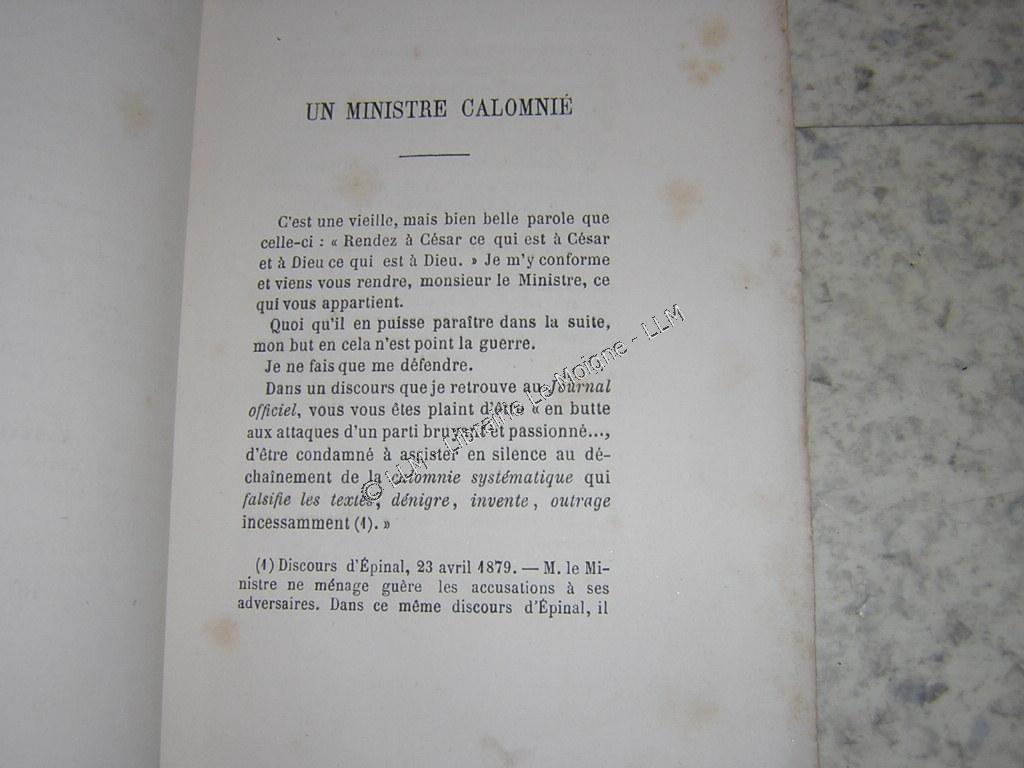 UN MINISTRE CALOMNIÉ
C'est une vieille, mais bien belle parole que
celle-ci : « Rendez à César ce qui est à César
et à Dieu ce qui est à Dieu. » Je m'y conforme
et viens vous rendre, monsieur le Ministre, ce
qui vous appartient.
Quoi qu'il en puisse paraître dans la suite,
mon but en cela n'est point la guerre.
Je ne fais que me défendre.
Dans un discours que je retrouve au Journal
officiel, vous vous êtes plaint d'être « en butte
aux attaques d'un parti bruyant et passionné...,
d'être condamné à assister en silence au dé-
chaînement de la calomnie systématique qui
falsifie les textes, dénigre, invente, outrage
incessamment (1). »
(1) Discours d'Épinal, 23 avril 1879. — M. le Mi-
nistre ne ménage guère les accusations à ses
adversaires. Dans ce même discours d'Épinal, il
© LLM - Librairie Le Moigne - LLM